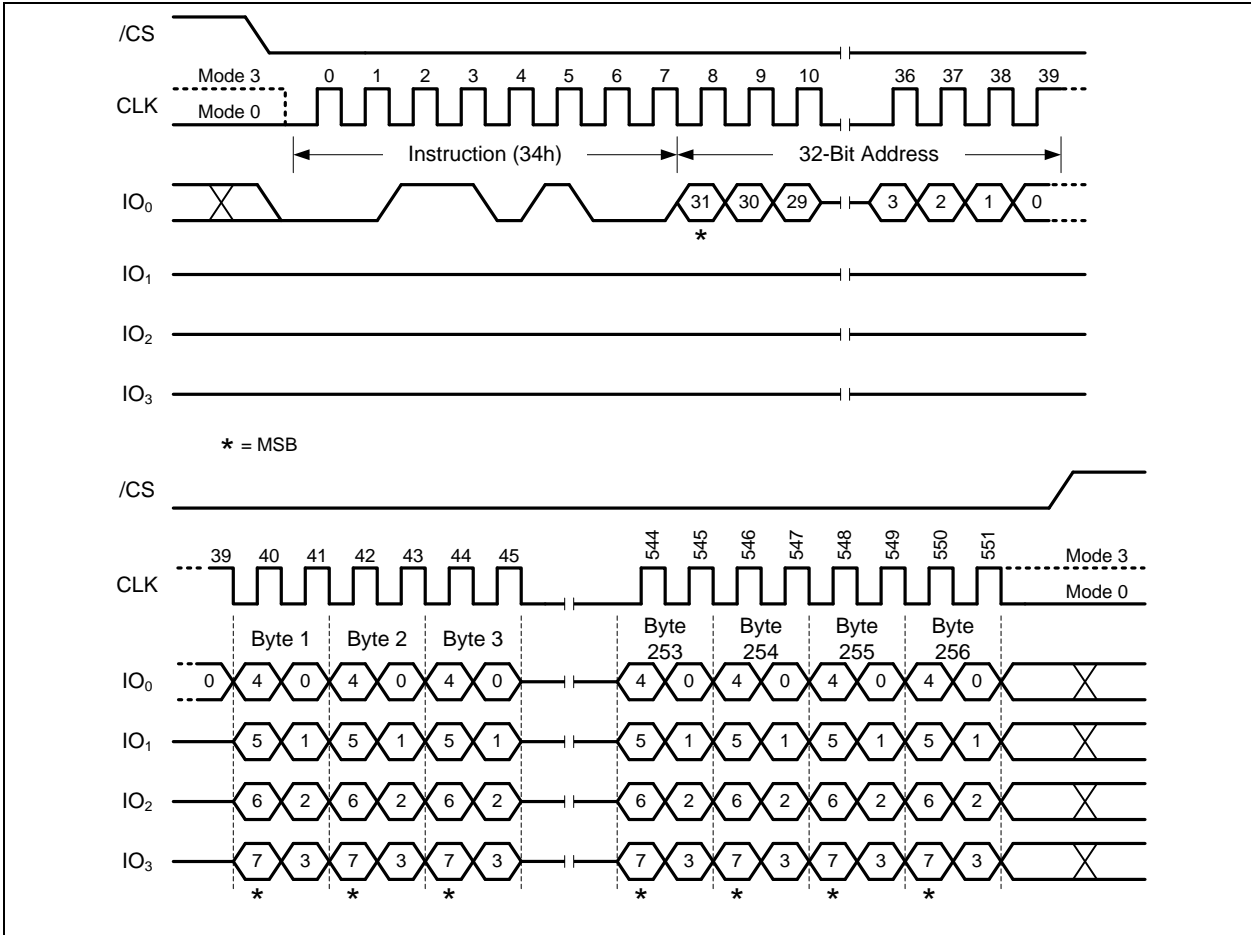 /CS
Mode 3 0 1 2 3 4 5 6 7 8 9 10 36 37 38 39
CLK
Mode 0
Instruction (34h) 32-Bit Address
IO₀ 31 30 29 3 2 1 0
*
IO₁
IO₂
IO₃
* = MSB
/CS
39 40 41 42 43 44 45 544 545 546 547 548 549 550 551 Mode 3
CLK
Mode 0
Byte 1 Byte 2 Byte 3 Byte 253 Byte 254 Byte 255 Byte 256
IO₀ 0 4 0 4 0 4 0 4 0 4 0 4 0 4 0
IO₁ 5 1 5 1 5 1 5 1 5 1 5 1 5 1
IO₂ 6 2 6 2 6 2 6 2 6 2 6 2 6 2
IO₃ 7 3 7 3 7 3 7 3 7 3 7 3 7 3
* * * * * * *